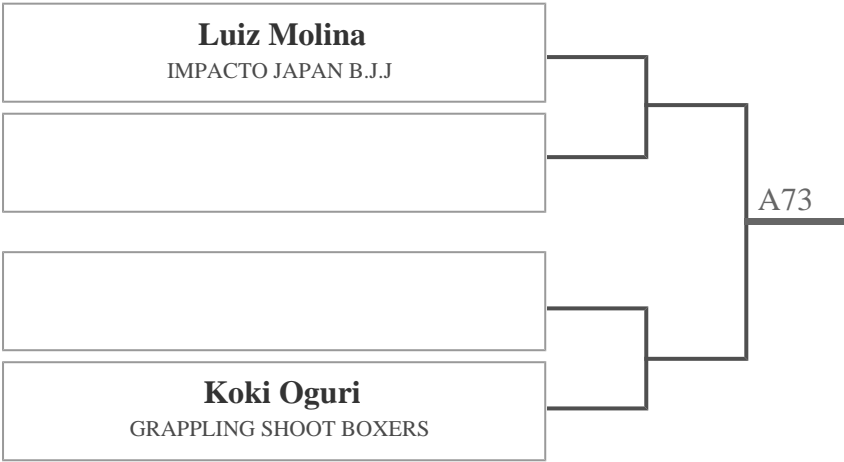 Luiz Molina
IMPACTO JAPAN B.J.J
A73
Koki Oguri
GRAPPLING SHOOT BOXERS